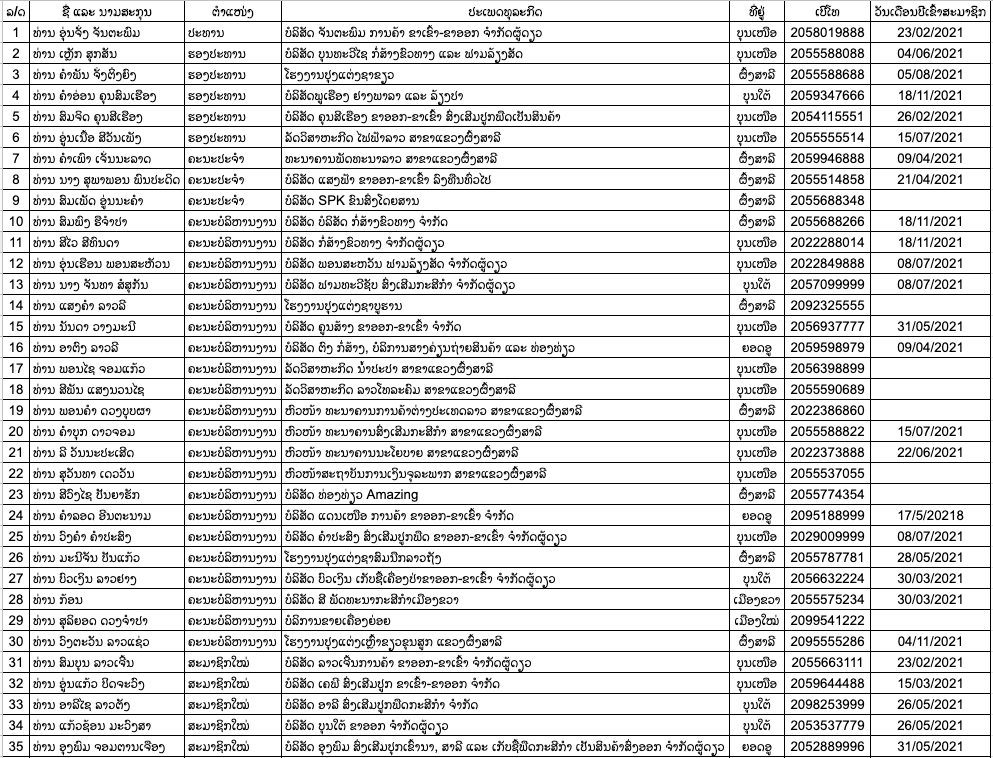 ລ/ດ ຊື່ ແລະ ນາມສະກຸນ ຕຳແໜ່ງ ປະເພດທຸລະກິດ ທີ່ຢູ່ ເບີໂທ ວັນເດືອນປີເຂົ້າສະມາຊິກ
1 ທ່ານ ອຸ່ນຈັ໋ງ ຈັນຕະພິມ ປະທານ ບໍລິສັດ ຈັນຕະພິມ ການຄ້າ ຂາເຂົ້າ-ຂາອອກ ຈຳກັດຜູ້ດຽວ ບຸນເໜືອ 2058019888 23/02/2021
2 ທ່ານ ເຫຼັກ ສຸກສັນ ຮອງປະທານ ບໍລິສັດ ບຸນທະວີໄຊ ກໍ່ສ້າງຂົວທາງ ແລະ ຟາມລ້ຽງສັດ ບຸນເໜືອ 2055588088 04/06/2021
3 ທ່ານ ຄຳພັນ ຈັງຕິ່ງຍິງ ຮອງປະທານ ໂຮງງານປຸງແຕ່ງຊາຂຽວ ຜົ້ງສາລີ 2055588688 05/08/2021
4 ທ່ານ ຄຳອ່ອນ ຄຸນສົມເຮືອງ ຮອງປະທານ ບໍລິສັດພູເຮືອງ ຢາງພາລາ ແລະ ລ້ຽງປາ ບຸນໃຕ້ 2059347666 18/11/2021
5 ທ່ານ ສົມຈິດ ຄຸນສີເຮືອງ ຮອງປະທານ ບໍລິສັດ ຄຸນສີເຮືອງ ຂາອອກ-ຂາເຂົ້າ ສົ່ງເສີມປູກພືດເປັນສິນຄ້າ ບຸນເໜືອ 2054115551 26/02/2021
6 ທ່ານ ອຸ່ນເນື້ອ ສີວັນເພັງ ຮອງປະທານ ລັດວິສາຫະກິດ ໄຟຟ້າລາວ ສາຂາແຂວງຜົ້ງສາລີ ບຸນເໜືອ 2055555514 15/07/2021
7 ທ່ານ ຄຳເພົາ ເຈັ່ນນະລາດ ຄະນະປະຈຳ ທະນາຄານພັດທະນາລາວ ສາຂາແຂວງຜົ້ງສາລີ ຜົ້ງສາລີ 2059946888 09/04/2021
8 ທ່ານ ນາງ ສຸພາພອນ ພົນປະດິດ ຄະນະປະຈຳ ບໍລິສັດ ແສງຟ້າ ຂາອອກ-ຂາເຂົ້າ ລົງທຶນທົ່ວໄປ ຜົ້ງສາລີ 2055514858 21/04/2021
9 ທ່ານ ສົມເພັດ ອຸ່ນນະຄຳ ຄະນະປະຈຳ ບໍລິສັດ SPK ຂົນສົ່ງໂດຍສານ ຜົ້ງສາລີ 2055688348
10 ທ່ານ ສົມພົງ ຣີຈຳປາ ຄະນະບໍລິຫານງານ ບໍລິສັດ ບໍລິສັດ ກໍ່ສ້າງຂົວທາງ ຈຳກັດ ຜົ້ງສາລີ 2055688266 18/11/2021
11 ທ່ານ ສີໄວ ສີທິນດາ ຄະນະບໍລິຫານງານ ບໍລິສັດ ກໍ່ສ້າງຂົວທາງ ຈຳກັດຜູ້ດຽວ ບຸນເໜືອ 2022288014 18/11/2021
12 ທ່ານ ອຸ່ນເຮືອນ ພອນສະຫ້ວນ ຄະນະບໍລິຫານງານ ບໍລິສັດ ພອນສະຫວັນ ຟາມລ້ຽງສັດ ຈຳກັດຜູ້ດຽວ ບຸນເໜືອ 2022849888 08/07/2021
13 ທ່ານ ນາງ ຈັນທາ ສໍສຸກັນ ຄະນະບໍລິຫານງານ ບໍລິສັດ ຟາມທະວີຊັບ ສົ່ງເສີມກະສິກຳ ຈຳກັດຜູ້ດຽວ ບຸນໃຕ້ 2057099999 08/07/2021
14 ທ່ານ ແສງຄຳ ລາວລີ ຄະນະບໍລິຫານງານ ໂຮງງານປຸງແຕ່ງຊາບູຮານ ຜົ້ງສາລີ 2092325555
15 ທ່ານ ນັນດາ ວາງມະນີ ຄະນະບໍລິຫານງານ ບໍລິສັດ ຄູນສ້າງ ຂາອອກ-ຂາເຂົ້າ ຈຳກັດ ບຸນເໜືອ 2056937777 31/05/2021
16 ທ່ານ ອາຕິງ ລາວລີ ຄະນະບໍລິຫານງານ ບໍລິສັດ ຕິງ ກໍ່ສ້າງ, ບໍລິການສາງຄ່ຽນຖ່າຍສິນຄ້າ ແລະ ທ່ອງທ່ຽວ ຍອດອູ 2059598979 09/04/2021
17 ທ່ານ ພອນໄຊ ຈອມແກ້ວ ຄະນະບໍລິຫານງານ ລັດວິສາຫະກິດ ນ້ຳປະປາ ສາຂາແຂວງຜົ້ງສາລີ ບຸນເໜືອ 2056398899
18 ທ່ານ ສີພັນ ແສງນວນໄຊ ຄະນະບໍລິຫານງານ ລັດວິສາຫະກິດ ລາວໂທລະຄົມ ສາຂາແຂວງຜົ້ງສາລີ ບຸນເໜືອ 2055590689
19 ທ່ານ ພອນຄຳ ດວງບຸບຜາ ຄະນະບໍລິຫານງານ ຫົວໜ້າ ທະນາຄານການຄ້າຕ່າງປະເທດລາວ ສາຂາແຂວງຜົ້ງສາລີ ຜົ້ງສາລີ 2022386860
20 ທ່ານ ຄຳບຸກ ດາວຈອມ ຄະນະບໍລິຫານງານ ຫົວໜ້າ ທະນາຄານສົ່ງເສີມກະສິກຳ ສາຂາແຂວງຜົ້ງສາລີ ບຸນເໜືອ 2055588822 15/07/2021
21 ທ່ານ ລີ ວັນນະປະເສີດ ຄະນະບໍລິຫານງານ ຫົວໜ້າ ທະນາຄານນະໂຍບາຍ ສາຂາແຂວງຜົ້ງສາລີ ບຸນເໜືອ 2022373888 22/06/2021
22 ທ່ານ ສຸວັນທາ ເດວວັນ ຄະນະບໍລິຫານງານ ຫົວໜ້າສະຖາບັນການເງິນຈຸລະພາກ ສາຂາແຂວງຜົ້ງສາລີ ບຸນເໜືອ 2055537055
23 ທ່ານ ສີວົງໄຊ ປັນຍາຮັກ ຄະນະບໍລິຫານງານ ບໍລິສັດ ທ່ອງທ່ຽວ Amazing ຜົ້ງສາລີ 2055774354
24 ທ່ານ ຄຳລອດ ອິນຕະນາມ ຄະນະບໍລິຫານງານ ບໍລິສັດ ແດນເໜືອ ການຄ້າ ຂາອອກ-ຂາເຂົ້າ ຈຳກັດ ຍອດອູ 2095188999 17/5/20218
25 ທ່ານ ວົງຄຳ ຄຳປະສົງ ຄະນະບໍລິຫານງານ ບໍລິສັດ ຄຳປະສົງ ສົ່ງເສີມປູກພືດ ຂາອອກ-ຂາເຂົ້າ ຈຳກັດຜູ້ດຽວ ບຸນເໜືອ 2029009999 08/07/2021
26 ທ່ານ ມະນີຈັນ ປັນແກ້ວ ຄະນະບໍລິຫານງານ ໂຮງງານປຸງແຕ່ງຊາສົມບັກລາວຖັງ ຜົ້ງສາລີ 2055787781 28/05/2021
27 ທ່ານ ບົວເງິນ ລາວຢ່າງ ຄະນະບໍລິຫານງານ ບໍລິສັດ ບົວເງິນ ເກັບຊື້ເຄື່ອງປ່າຂາອອກ-ຂາເຂົ້າ ຈຳກັດຜູ້ດຽວ ບຸນໃຕ້ 2056632224 30/03/2021
28 ທ່ານ ກ້ອນ ຄະນະບໍລິຫານງານ ບໍລິສັດ ສີ ພັດທະນາກະສິກຳເມືອງຂວາ ເມືອງຂວາ 2055575234 30/03/2021
29 ທ່ານ ສຸລິຍອດ ດວງຈຳປາ ຄະນະບໍລິຫານງານ ບໍລິການຂາຍເຄື່ອງຍ່ອຍ ເມືອງໃໝ່ 2099541222
30 ທ່ານ ວົງຕະວັນ ລາວແຊ່ວ ຄະນະບໍລິຫານງານ ໂຮງງານປຸງແຕ່ງເຫຼົ້າຂຽວຊຸນສູກ ແຂວງຜົ້ງສາລີ ຜົ້ງສາລີ 2095555286 04/11/2021
31 ທ່ານ ສົມບຸນ ລາວເຈີ່ນ ສະມາຊິກໃໝ່ ບໍລິສັດ ລາວເຈີ່ນການຄ້າ ຂາອອກ-ຂາເຂົ້າ ຈຳກັດຜູ້ດຽວ ບຸນເໜືອ 2055663111 23/02/2021
32 ທ່ານ ອຸ່ນແກ້ວ ປິດຈະວົງ ສະມາຊິກໃໝ່ ບໍລິສັດ ເຄພີ ສົ່ງເສີມປູກ ຂາເຂົ້າ-ຂາອອກ ຈຳກັດ ບຸນເໜືອ 2059644488 15/03/2021
33 ທ່ານ ອາລີໄຊ ລາວຕັງ ສະມາຊິກໃໝ່ ບໍລິສັດ ອາລີ ສົ່ງເສີມປູກພືດກະສິກຳ ຈຳກັດ ບຸນໃຕ້ 2098253999 26/05/2021
34 ທ່ານ ແກ້ວຊ້ອນ ມະວົງສາ ສະມາຊິກໃໝ່ ບໍລິສັດ ບຸນໃຕ້ ຂາອອກ ຈຳກັດຜູ້ດຽວ ບຸນໃຕ້ 2053537779 26/05/2021
35 ທ່ານ ອຸງພິມ ຈອມຕານເຈືອງ ສະມາຊິກໃໝ່ ບໍລິສັດ ອຸງພິມ ສົ່ງເສີມປູກເຂົ້ານາ, ສາລີ ແລະ ເກັບຊື້ພືດກະສິກຳ ເປັນສິນຄ້າສົ່ງອອກ ຈຳກັດຜູ້ດຽວ ຍອດອູ 2052889996 31/05/2021